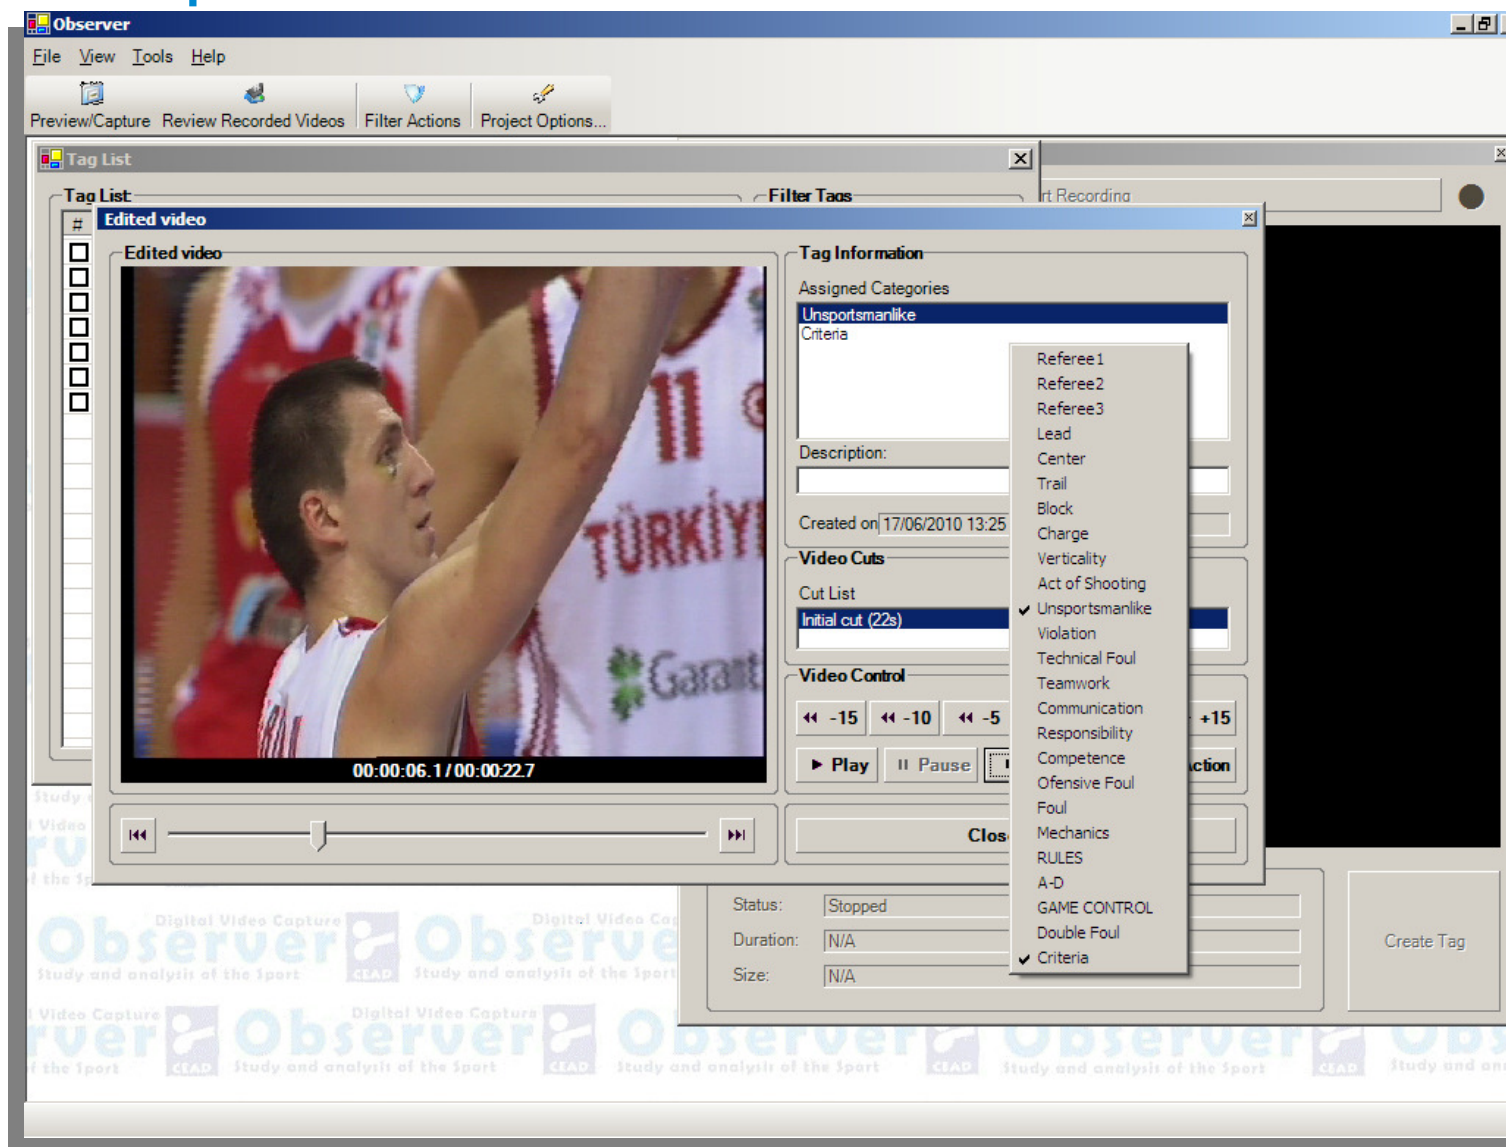 Observer
File View Tools Help
Preview/Capture Review Recorded Videos Filter Actions Project Options...
Tag List
Tag List: Filter Tags rt Recording
#
Edited video
Edited video
Tag Information
Assigned Categories
Unsportsmanlike
Criteria
Referee1
Referee2
Referee3
Lead
Center
Trail
Block
Charge
Verticality
Act of Shooting
Unsportsmanlike
Violation
Technical Foul
Teamwork
Communication
Responsibility
Competence
Ofensive Foul
Foul
Mechanics
RULES
A-D
GAME CONTROL
Double Foul
Criteria
Description:
Created on 17/06/2010 13:25
Video Cuts
Cut List
Initial cut (22s)
Video Control
-15 -10 -5 +15
Play Pause ction
Clos
11
TÜRKİY
Garant
00:00:06.1 / 00:00:22.7
Status: Stopped
Duration: N/A
Size: N/A
Create Tag
Digital Video Capture
Observer
Study and analysis of the Sport
CEAD